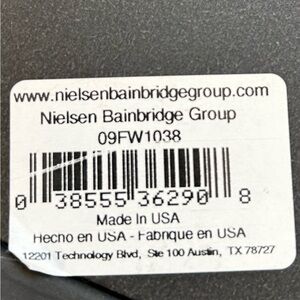 www.nielsenbainbridgegroup.com
Nielsen Bainbridge Group
09FW1038
0 38555 36290 8
Made In USA
Hecho en USA - Fabrique en USA
12201 Technology Blvd, Ste 100 Austin, TX 78727